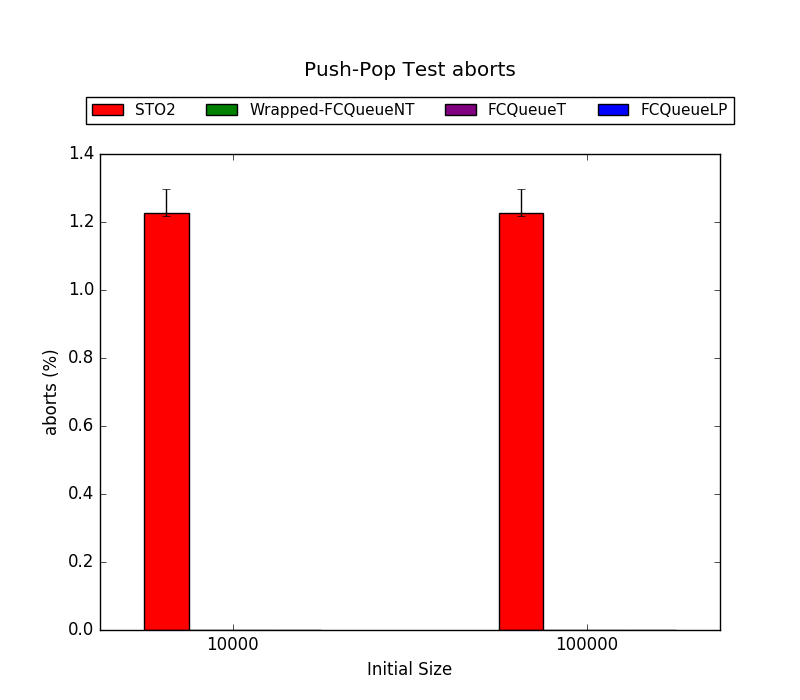 Push-Pop Test aborts
STO2 Wrapped-FCQueueNT FCQueueT FCQueueLP
1.4
1.2
1.0
0.8
0.6
0.4
0.2
0.0
aborts (%)
10000 100000
Initial Size